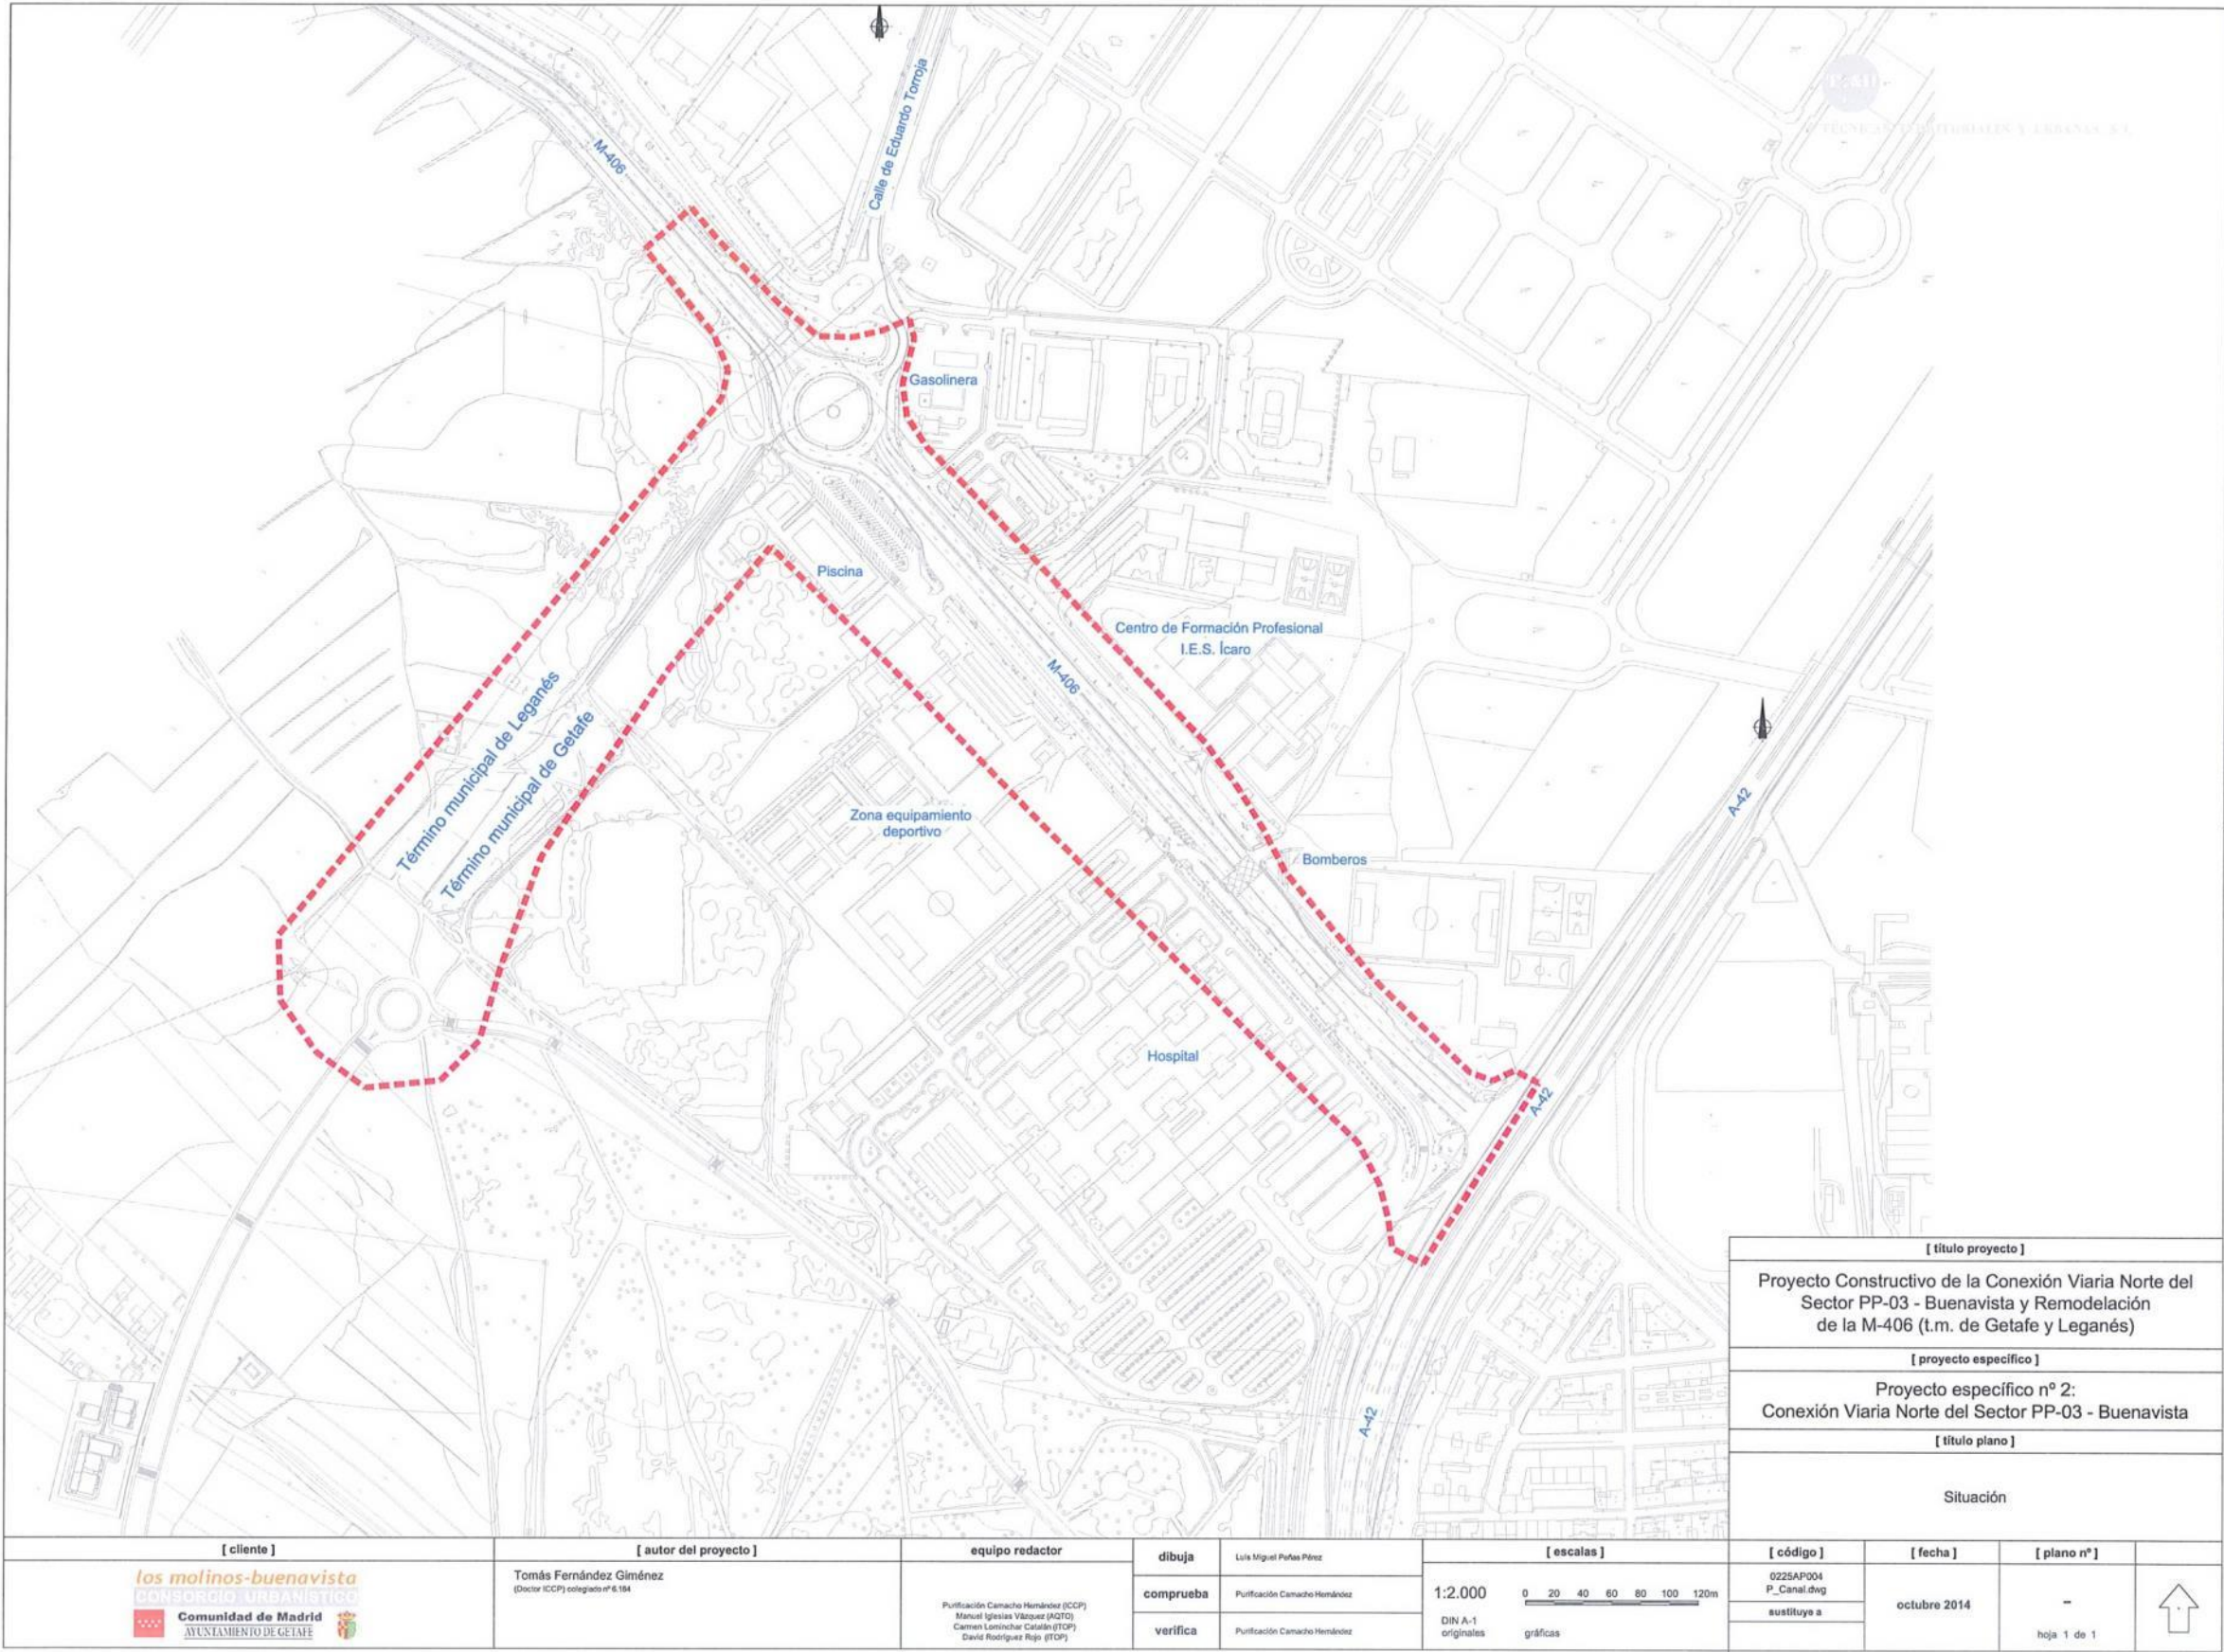 M-406
Calle de Eduardo Torroja
Gasolinera
Piscina
Centro de Formación Profesional
I.E.S. Ícaro
M-406
Término municipal de Leganés
Término municipal de Getafe
Zona equipamiento
deportivo
Bomberos
A-42
Hospital
A-42
A-42
[ título proyecto ]
Proyecto Constructivo de la Conexión Viaria Norte del
Sector PP-03 - Buenavista y Remodelación
de la M-406 (t.m. de Getafe y Leganés)
[ proyecto específico ]
Proyecto específico nº 2:
Conexión Viaria Norte del Sector PP-03 - Buenavista
[ título plano ]
Situación
[ cliente ]
los molinos-buenavista
CONSORCIO URBANÍSTICO
Comunidad de Madrid
AYUNTAMIENTO DE GETAFE
[ autor del proyecto ]
Tomás Fernández Giménez
(Doctor ICCP) colegiado nº 6.184
equipo redactor
Purificación Camacho Hernández (ICCP)
Manuel Iglesias Vázquez (AQTO)
Carmen Lominchar Catalán (ITOP)
David Rodríguez Rojo (ITOP)
dibuja
Luis Miguel Peñas Pérez
comprueba
Purificación Camacho Hernández
verifica
Purificación Camacho Hernández
[ escalas ]
1:2.000
0 20 40 60 80 100 120m
DIN A-1
originales
gráficas
[ código ]
0225AP004
P_Canal.dwg
sustituye a
[ fecha ]
octubre 2014
[ plano nº ]
–
hoja 1 de 1